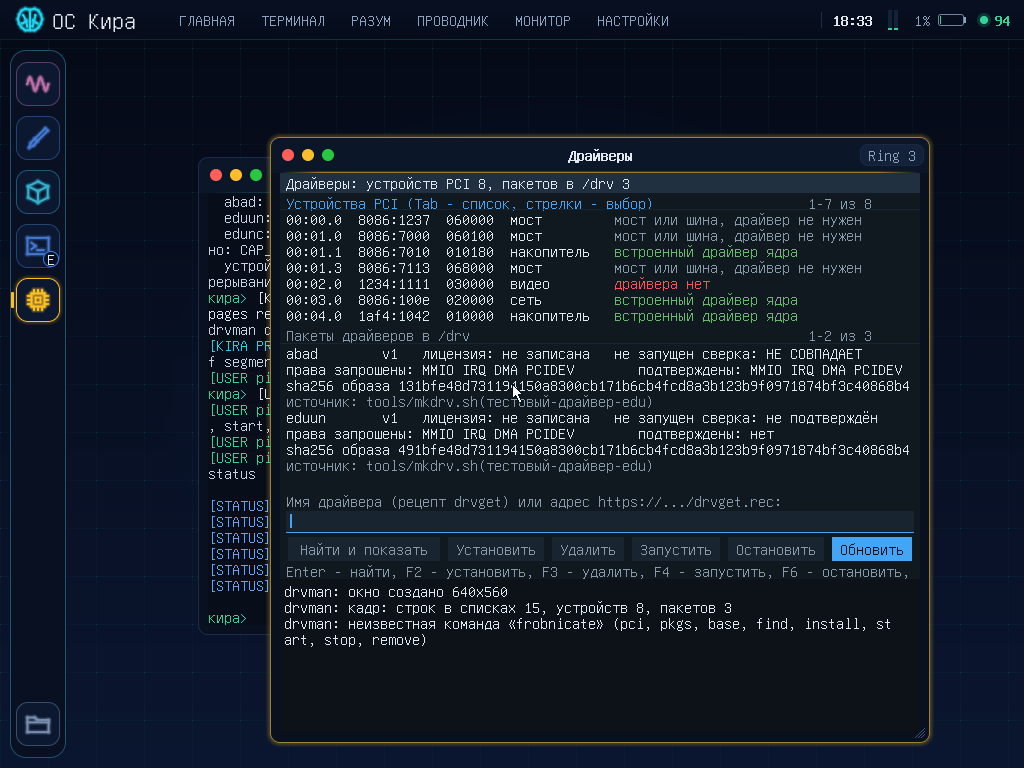 ОС Кира
ГЛАВНАЯ ТЕРМИНАЛ РАЗУМ ПРОВОДНИК МОНИТОР НАСТРОЙКИ
18:33 1% 94
E
abad:
eduun:
edunc:
но: CAP_
устрой
рерывани
кира> [K
pages re
drvman c
[KIRA PR
f segmen
[USER pi
кира> [U
[USER pi
, start,
[USER pi
[USER pi
status
[STATUS]
[STATUS]
[STATUS]
[STATUS]
[STATUS]
[STATUS]
кира>
Драйверы Ring 3
Драйверы: устройств PCI 8, пакетов в /drv 3
Устройства PCI (Tab - список, стрелки - выбор) 1-7 из 8
00:00.0 8086:1237 060000 мост мост или шина, драйвер не нужен
00:01.0 8086:7000 060100 мост мост или шина, драйвер не нужен
00:01.1 8086:7010 010180 накопитель встроенный драйвер ядра
00:01.3 8086:7113 068000 мост мост или шина, драйвер не нужен
00:02.0 1234:1111 030000 видео драйвера нет
00:03.0 8086:100e 020000 сеть встроенный драйвер ядра
00:04.0 1af4:1042 010000 накопитель встроенный драйвер ядра
Пакеты драйверов в /drv 1-2 из 3
abad v1 лицензия: не записана не запущен сверка: НЕ СОВПАДАЕТ
права запрошены: MMIO IRQ DMA PCIDEV подтверждены: MMIO IRQ DMA PCIDEV
sha256 образа 131bfe48d731194150a8300cb171b6cb4fcd8a3b123b9f0971874bf3c40868b4
источник: tools/mkdrv.sh(тестовый-драйвер-edu)
eduun v1 лицензия: не записана не запущен сверка: не подтверждён
права запрошены: MMIO IRQ DMA PCIDEV подтверждены: нет
sha256 образа 491bfe48d731194150a8300cb171b6cb4fcd8a3b123b9f0971874bf3c40868b4
источник: tools/mkdrv.sh(тестовый-драйвер-edu)
Имя драйвера (рецепт drvget) или адрес https://.../drvget.rec:
Найти и показать Установить Удалить Запустить Остановить Обновить
Enter - найти, F2 - установить, F3 - удалить, F4 - запустить, F6 - остановить,
drvman: окно создано 640x560
drvman: кадр: строк в списках 15, устройств 8, пакетов 3
drvman: неизвестная команда «frobnicate» (pci, pkgs, base, find, install, st
art, stop, remove)